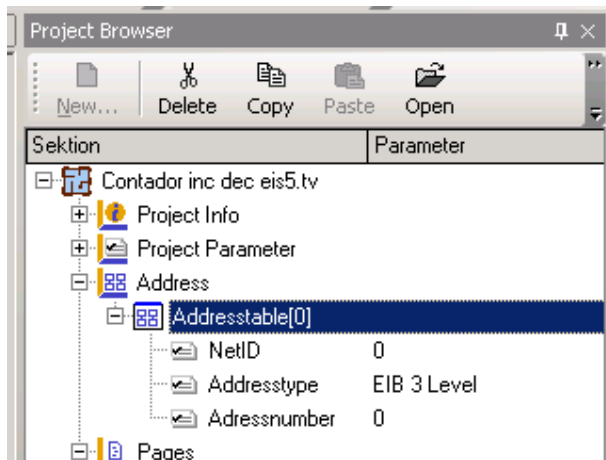 Project Browser
New... Delete Copy Paste Open
Sektion Parameter
Contador inc dec eis5.tv
Project Info
Project Parameter
Address
Addresstable[0]
NetID 0
Addresstype EIB 3 Level
Adressnumber 0
Pages